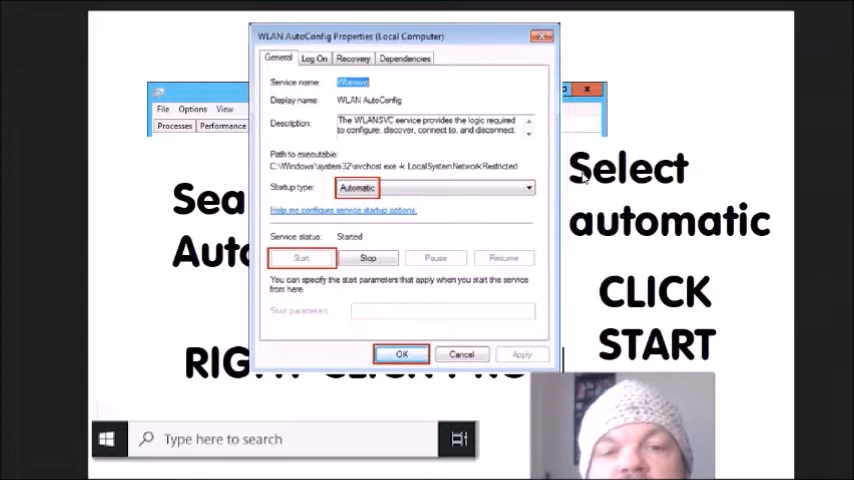 WLAN AutoConfig Properties (Local Computer)
General Log On Recovery Dependencies
Service name: Wlansvc
Display name: WLAN AutoConfig
Description: The WLANSVC service provides the logic required
to configure, discover, connect to, and disconnect
Path to executable:
C:\Windows\system32\svchost.exe -k LocalSystemNetworkRestricted
Startup type: Automatic
Help me configure service startup options.
Service status: Started
Start Stop Pause Resume
You can specify the start parameters that apply when you start the service
from here.
Start parameters:
OK Cancel Apply
File Options View
Processes Performance
Sea
Auto
Select
automatic
CLICK
START
Type here to search